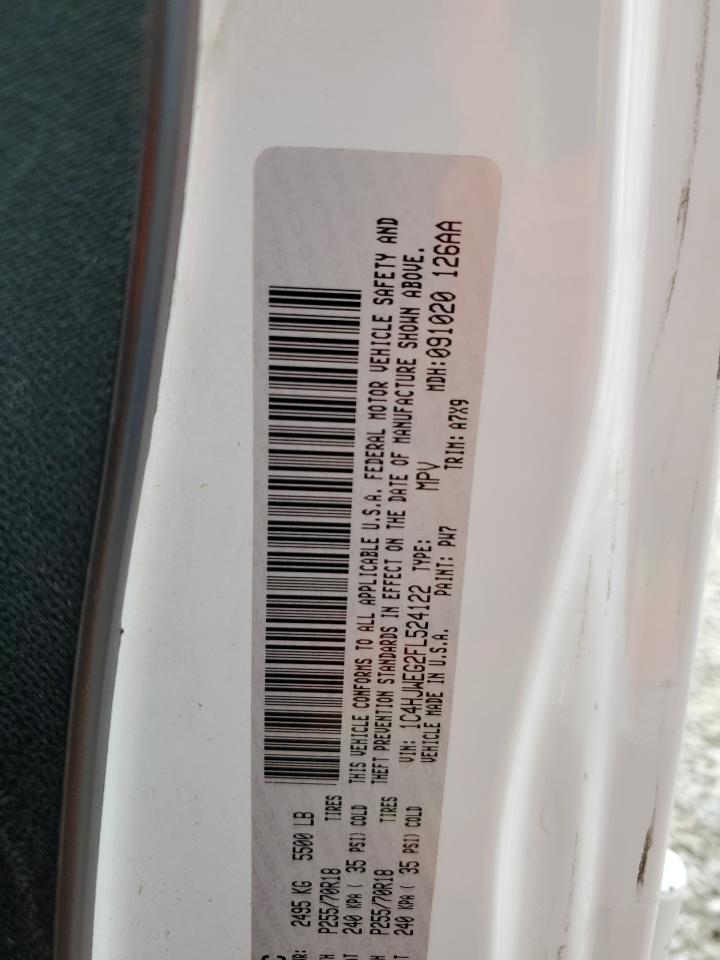 THIS VEHICLE CONFORMS TO ALL APPLICABLE U.S.A. FEDERAL MOTOR VEHICLE SAFETY AND
THEFT PREVENTION STANDARDS IN EFFECT ON THE DATE OF MANUFACTURE SHOWN ABOVE.
VIN: 1C4HJWEG2FL524122 TYPE: MPV MDH:091020 126AA
VEHICLE MADE IN U.S.A. PAINT: PW7 TRIM: A7X9
2495 KG 5500 LB
P255/70R18 TIRES
240 KPA ( 35 PSI) COLD
P255/70R18 TIRES
240 KPA ( 35 PSI) COLD